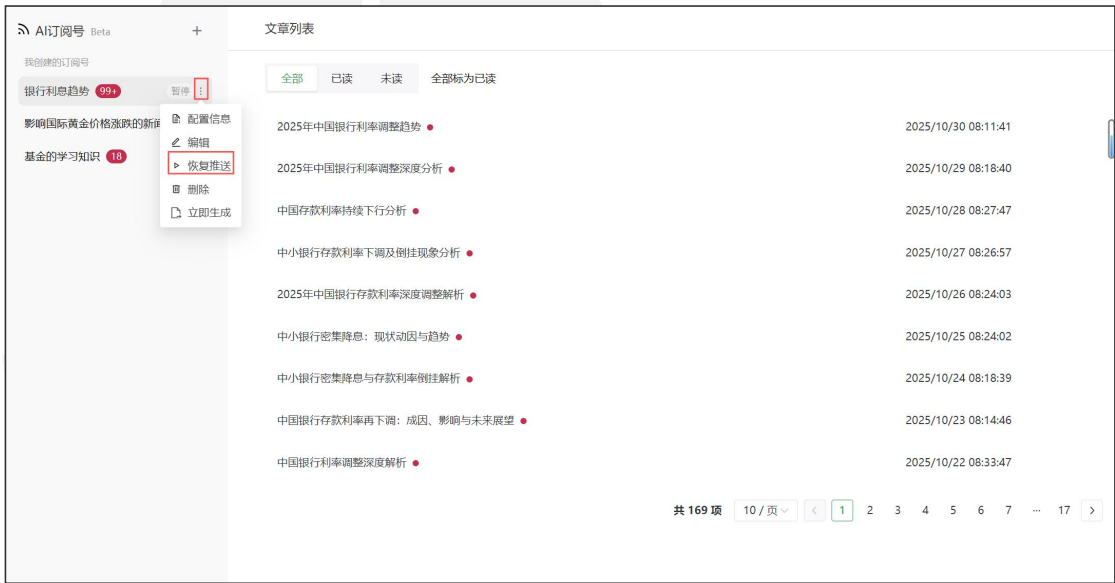 AI订阅号 Beta +
我创建的订阅号
银行利息趋势 99+ 暂停
影响国际黄金价格涨跌的新闻
基金的学习知识 18
配置信息
编辑
恢复推送
删除
立即生成
文章列表
全部 已读 未读 全部标为已读
2025年中国银行利率调整趋势 2025/10/30 08:11:41
2025年中国银行利率调整深度分析 2025/10/29 08:18:40
中国存款利率持续下行分析 2025/10/28 08:27:47
中小银行存款利率下调及倒挂现象分析 2025/10/27 08:26:57
2025年中国银行存款利率深度调整解析 2025/10/26 08:24:03
中小银行密集降息：现状动因与趋势 2025/10/25 08:24:02
中小银行密集降息与存款利率倒挂解析 2025/10/24 08:18:39
中国银行存款利率再下调：成因、影响与未来展望 2025/10/23 08:14:46
中国银行利率调整深度解析 2025/10/22 08:33:47
共 169 项 10 / 页 < 1 2 3 4 5 6 7 ··· 17 >